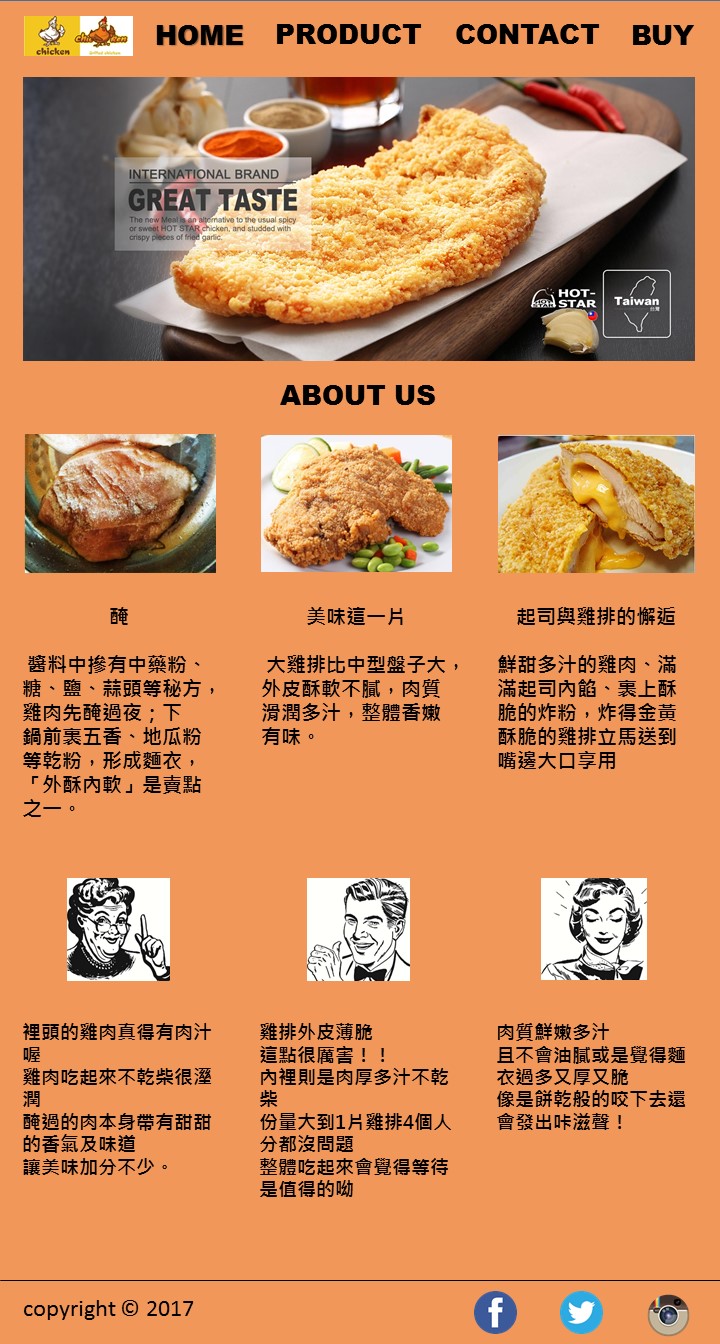 chicken
chicken
Grilled chicken
HOME PRODUCT CONTACT BUY
INTERNATIONAL BRAND
GREAT TASTE
The new Meal is an alternative to the usual spicy
or sweet HOT STAR chicken, and studded with
crispy pieces of fried garlic.
HOT-
STAR
HOT
STAR
Taiwan
台灣
ABOUT US
醃
醬料中摻有中藥粉、
糖、鹽、蒜頭等秘方，
雞肉先醃過夜；下
鍋前裹五香、地瓜粉
等乾粉，形成麵衣，
「外酥內軟」是賣點
之一。
美味這一片
大雞排比中型盤子大，
外皮酥軟不膩，肉質
滑潤多汁，整體香嫩
有味。
起司與雞排的懈逅
鮮甜多汁的雞肉、滿
滿起司內餡、裹上酥
脆的炸粉，炸得金黃
酥脆的雞排立馬送到
嘴邊大口享用
裡頭的雞肉真得有肉汁
喔
雞肉吃起來不乾柴很溼
潤
醃過的肉本身帶有甜甜
的香氣及味道
讓美味加分不少。
雞排外皮薄脆
這點很厲害！！
內裡則是肉厚多汁不乾
柴
份量大到1片雞排4個人
分都沒問題
整體吃起來會覺得等待
是值得的呦
肉質鮮嫩多汁
且不會油膩或是覺得麵
衣過多又厚又脆
像是餅乾般的咬下去還
會發出咔滋聲！
copyright © 2017